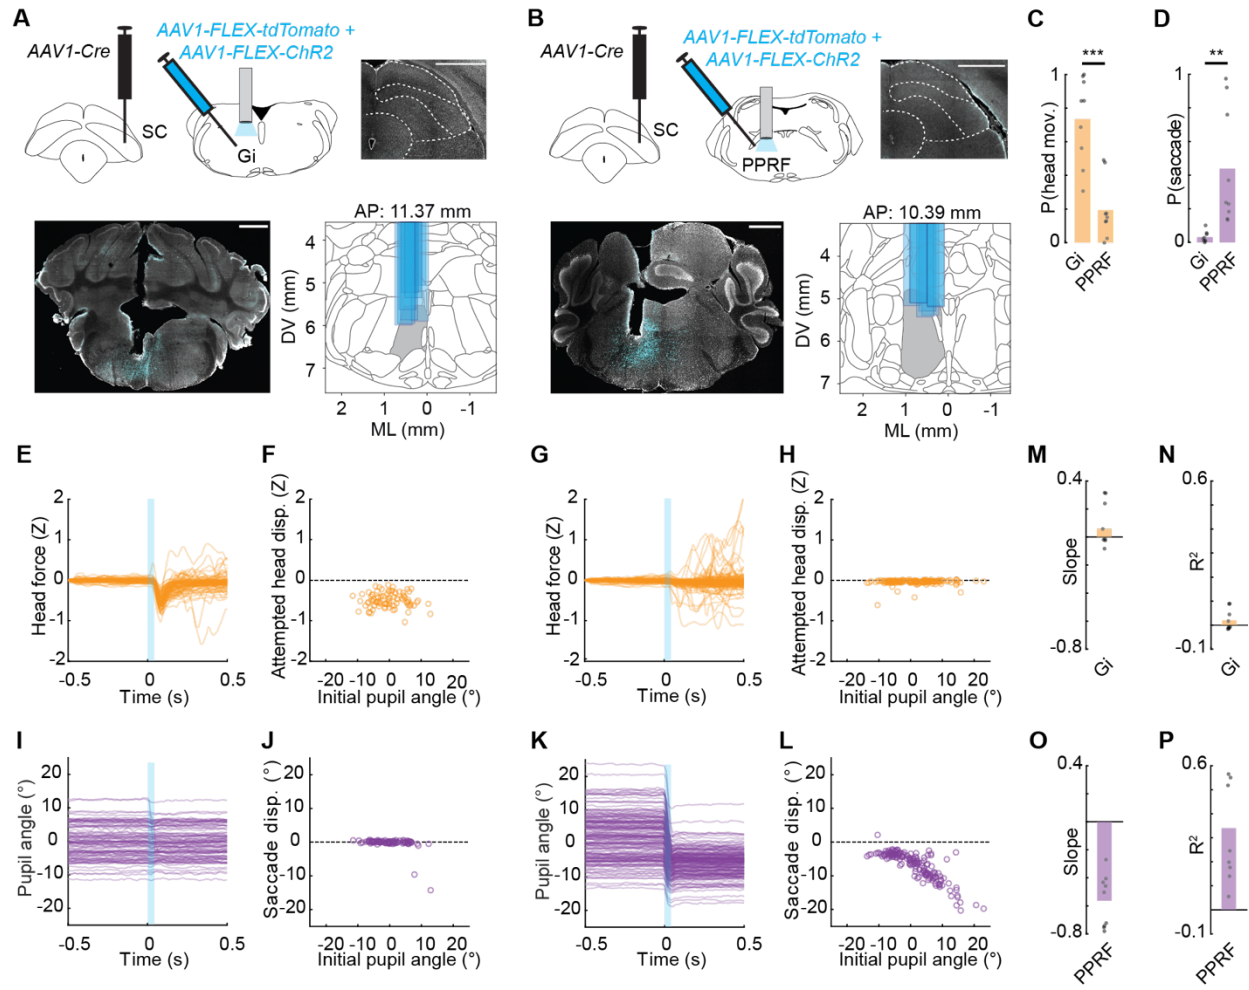 A
AAV1-Cre
AAV1-FLEX-tdTomato +
AAV1-FLEX-ChR2
SC
Gi
AP: 11.37 mm
4
5
6
7
DV (mm)
2 1 0 -1
ML (mm)
B
AAV1-Cre
AAV1-FLEX-tdTomato +
AAV1-FLEX-ChR2
SC
PPRF
AP: 10.39 mm
4
5
6
7
DV (mm)
2 1 0 -1
ML (mm)
C
***
1
0
P(head mov.)
Gi
PPRF
D
**
1
0
P(saccade)
Gi
PPRF
E
2
1
0
-1
-2
Head force (Z)
-0.5 0 0.5
Time (s)
F
2
1
0
-1
-2
Attempted head disp. (Z)
-20 -10 0 10 20
Initial pupil angle (°)
G
2
1
0
-1
-2
Head force (Z)
-0.5 0 0.5
Time (s)
H
2
1
0
-1
-2
Attempted head disp. (Z)
-20 -10 0 10 20
Initial pupil angle (°)
M
0.4
-0.8
Slope
Gi
N
0.6
-0.1
R²
Gi
I
20
10
0
-10
-20
Pupil angle (°)
-0.5 0 0.5
Time (s)
J
20
10
0
-10
-20
Saccade disp. (°)
-20 -10 0 10 20
Initial pupil angle (°)
K
20
10
0
-10
-20
Pupil angle (°)
-0.5 0 0.5
Time (s)
L
20
10
0
-10
-20
Saccade disp. (°)
-20 -10 0 10 20
Initial pupil angle (°)
O
0.4
-0.8
Slope
PPRF
P
0.6
-0.1
R²
PPRF